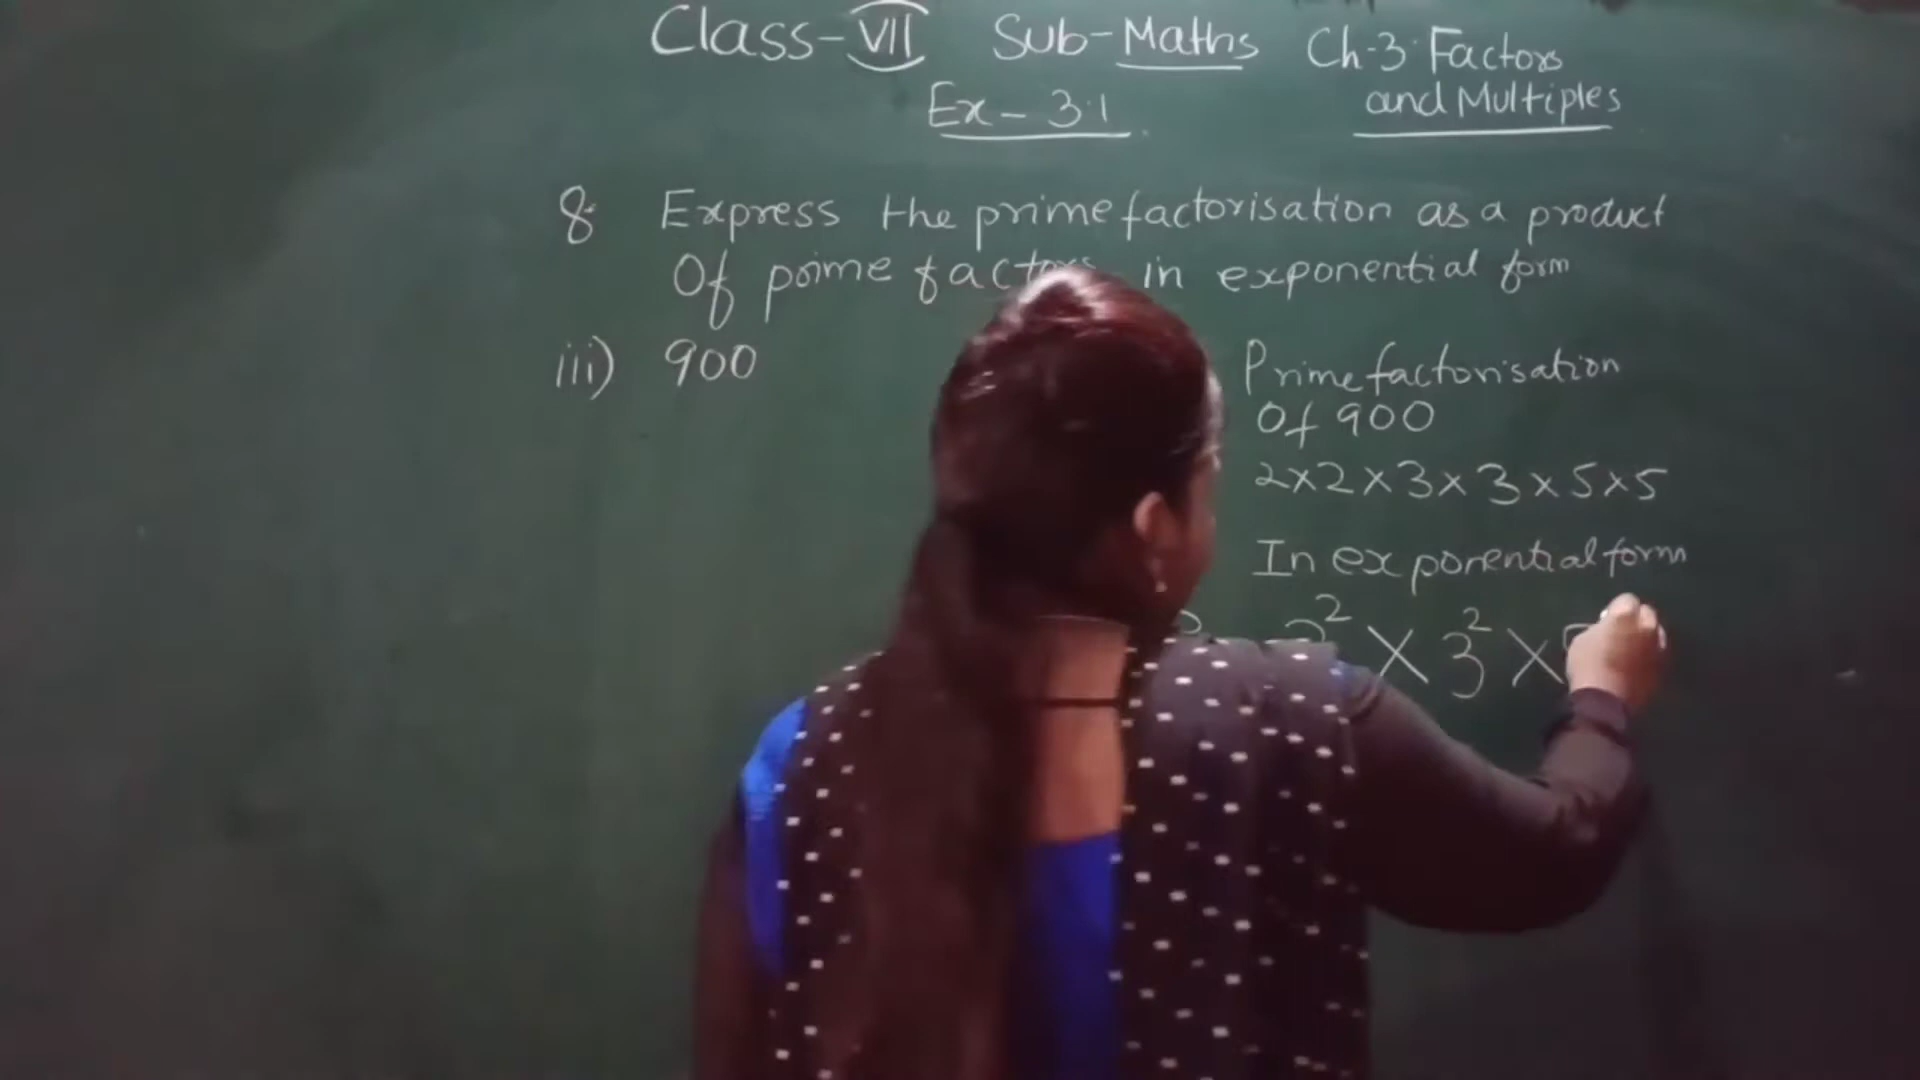 Class-VII Sub-Maths Ch-3 Factors
and Multiples
Ex-3.1
8. Express the prime factorisation as a product
Of prime factors in exponential form
iii) 900
Prime factorisation
Of 900
2×2×3×3×5×5
In exponential form
2² × 3² ×